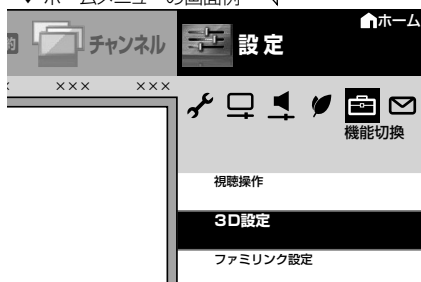 ホームメニューの画面例
的 チャンネル 設定 ホーム
××× ×××
機能切換
視聴操作
3D設定
ファミリンク設定